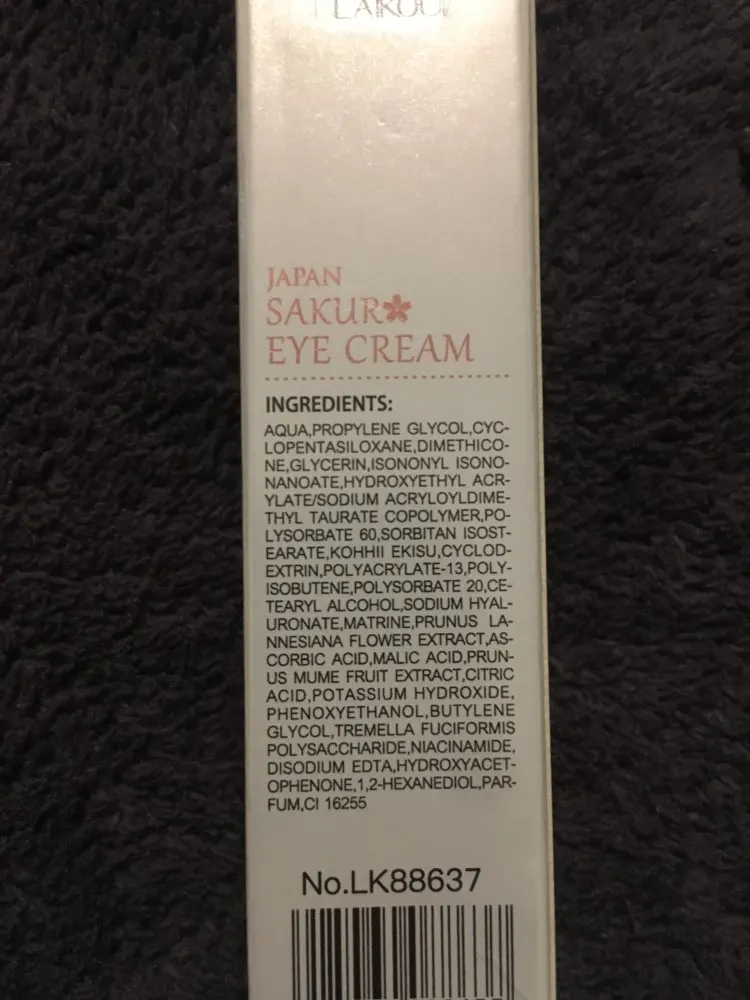 LAIKOU
JAPAN
SAKUR
EYE CREAM
INGREDIENTS:
AQUA,PROPYLENE GLYCOL,CYC-
LOPENTASILOXANE,DIMETHICO-
NE,GLYCERIN,ISONONYL ISONO-
NANOATE,HYDROXYETHYL ACR-
YLATE/SODIUM ACRYLOYLDIME-
THYL TAURATE COPOLYMER,PO-
LYSORBATE 60,SORBITAN ISOST-
EARATE,KOHHII EKISU,CYCLOD-
EXTRIN,POLYACRYLATE-13,POLY-
ISOBUTENE,POLYSORBATE 20,CE-
TEARYL ALCOHOL,SODIUM HYAL-
URONATE,MATRINE,PRUNUS LA-
NNESIANA FLOWER EXTRACT,AS-
CORBIC ACID,MALIC ACID,PRUN-
US MUME FRUIT EXTRACT,CITRIC
ACID,POTASSIUM HYDROXIDE,
PHENOXYETHANOL,BUTYLENE
GLYCOL,TREMELLA FUCIFORMIS
POLYSACCHARIDE,NIACINAMIDE,
DISODIUM EDTA,HYDROXYACET-
OPHENONE,1,2-HEXANEDIOL,PAR-
FUM,CI 16255
No.LK88637